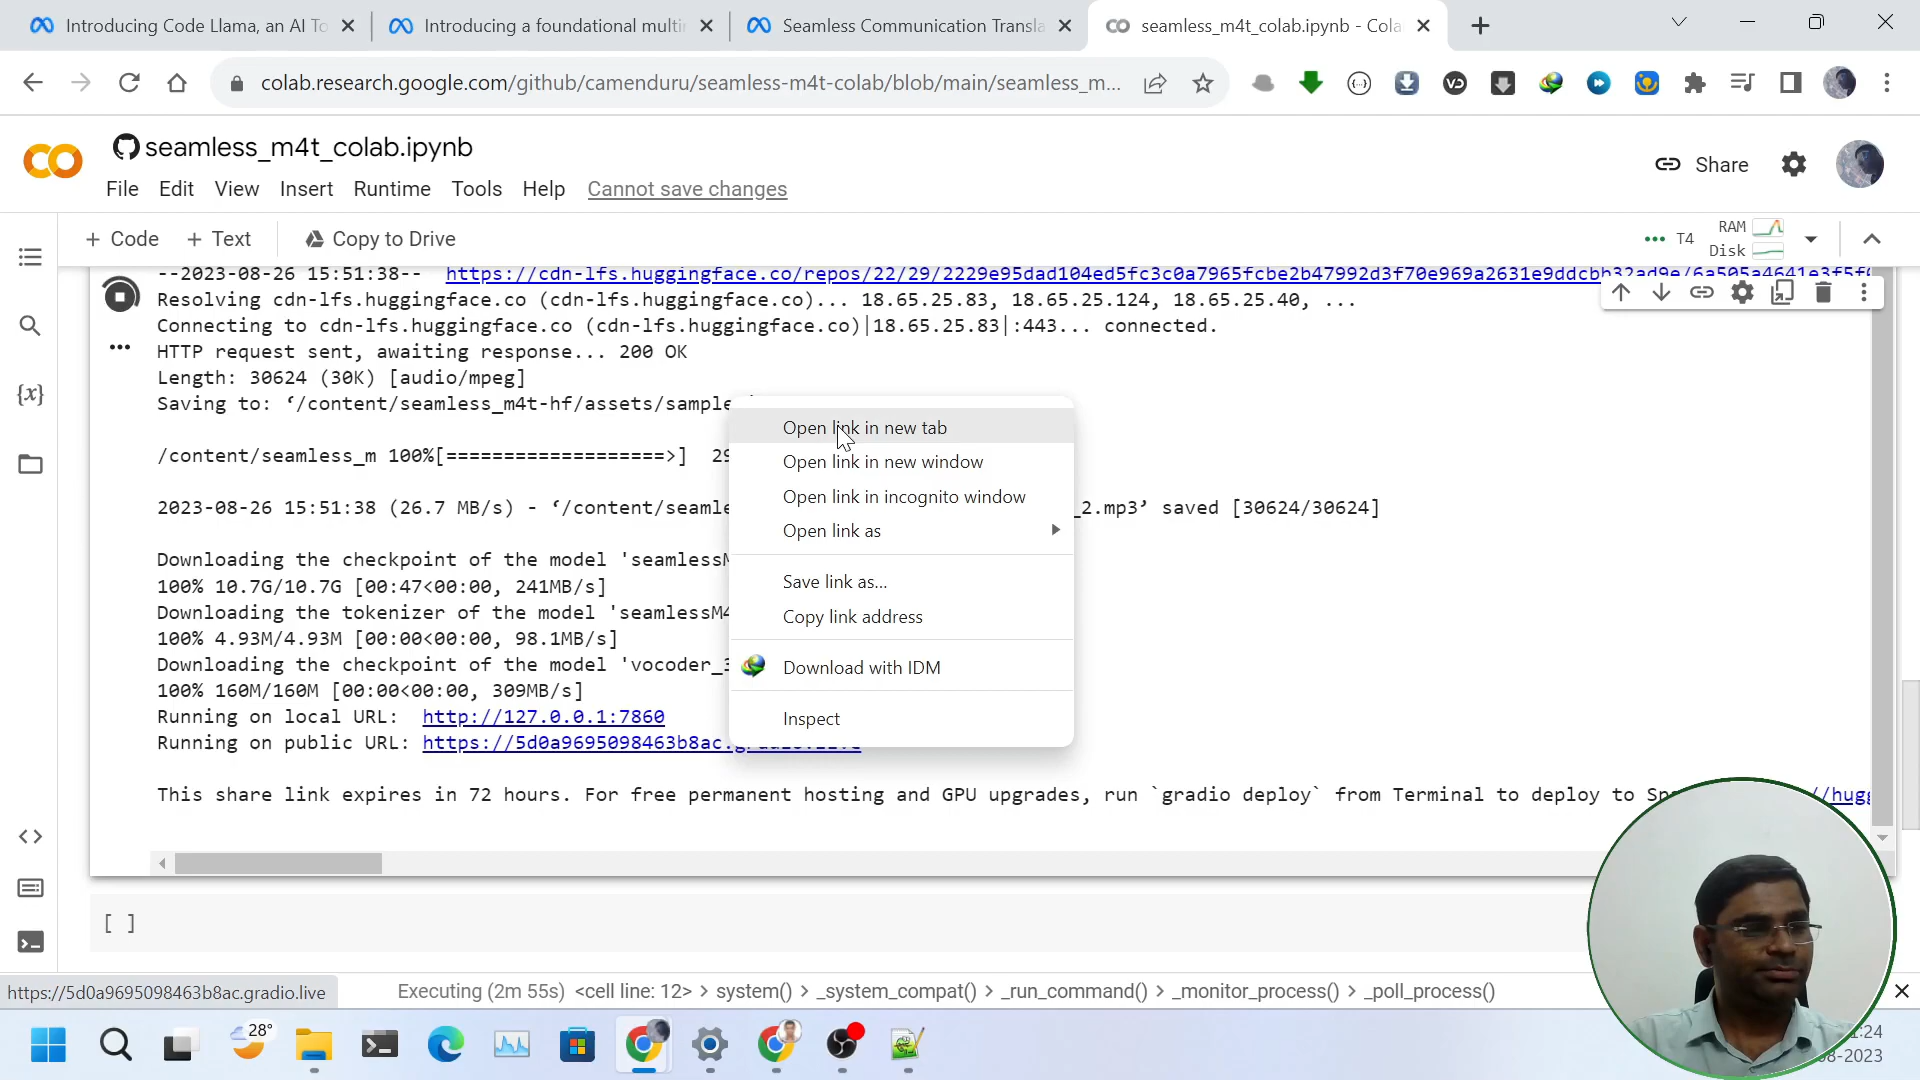 Introducing Code Llama, an AI To
Introducing a foundational multi
Seamless Communication Transla
seamless_m4t_colab.ipynb - Cola
colab.research.google.com/github/camenduru/seamless-m4t-colab/blob/main/seamless_m...
seamless_m4t_colab.ipynb
Share
File Edit View Insert Runtime Tools Help Cannot save changes
+ Code + Text Copy to Drive
T4 RAM Disk
--2023-08-26 15:51:38-- https://cdn-lfs.huggingface.co/repos/22/29/2229e95dad104ed5fc3c0a7965fcbe2b47992d3f70e969a2631e9ddcbb32ad9e/6a505a4641e3f5f
Resolving cdn-lfs.huggingface.co (cdn-lfs.huggingface.co)... 18.65.25.83, 18.65.25.124, 18.65.25.40, ...
Connecting to cdn-lfs.huggingface.co (cdn-lfs.huggingface.co)|18.65.25.83|:443... connected.
HTTP request sent, awaiting response... 200 OK
Length: 30624 (30K) [audio/mpeg]
Saving to: ‘/content/seamless_m4t-hf/assets/sample
/content/seamless_m 100%[===================>] 29
2023-08-26 15:51:38 (26.7 MB/s) - ‘/content/seamle _2.mp3’ saved [30624/30624]
Downloading the checkpoint of the model 'seamlessM
100% 10.7G/10.7G [00:47<00:00, 241MB/s]
Downloading the tokenizer of the model 'seamlessM4
100% 4.93M/4.93M [00:00<00:00, 98.1MB/s]
Downloading the checkpoint of the model 'vocoder_3
100% 160M/160M [00:00<00:00, 309MB/s]
Running on local URL: http://127.0.0.1:7860
Running on public URL: https://5d0a9695098463b8ac.gradio.live
This share link expires in 72 hours. For free permanent hosting and GPU upgrades, run `gradio deploy` from Terminal to deploy to Sp //hugg
Open link in new tab
Open link in new window
Open link in incognito window
Open link as
Save link as...
Copy link address
Download with IDM
Inspect
[ ]
https://5d0a9695098463b8ac.gradio.live
Executing (2m 55s) <cell line: 12> > system() > _system_compat() > _run_command() > _monitor_process() > _poll_process()
28°
1:24
08-2023